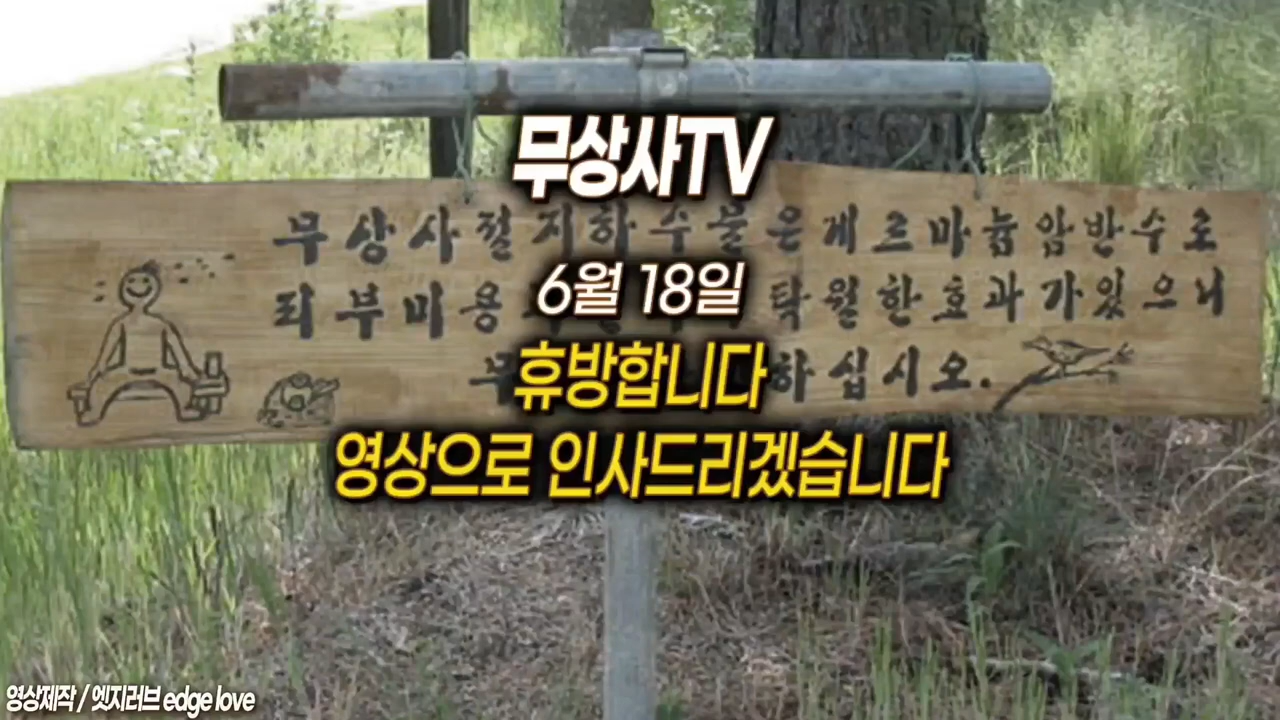 무상사TV
무상사절지하수물은게르마늄암반수로
6월 18일
피부미용 탁월한효과가있으니
휴방합니다
하십시오.
영상으로 인사드리겠습니다
영상제작 / 엣지러브 edge love